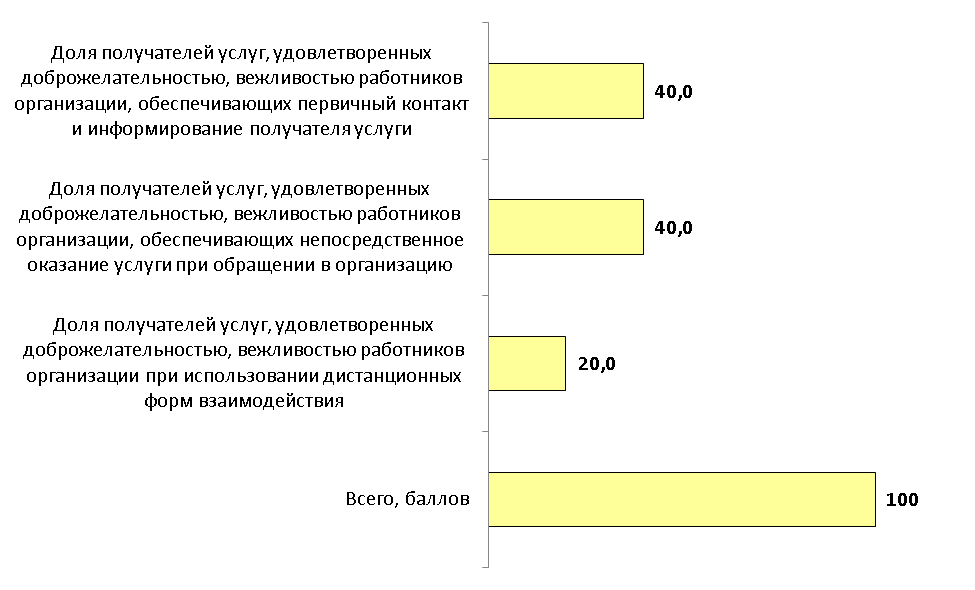 Доля получателей услуг, удовлетворенных
доброжелательностью, вежливостью работников
организации, обеспечивающих первичный контакт
и информирование получателя услуги
40,0
Доля получателей услуг, удовлетворенных
доброжелательностью, вежливостью работников
организации, обеспечивающих непосредственное
оказание услуги при обращении в организацию
40,0
Доля получателей услуг, удовлетворенных
доброжелательностью, вежливостью работников
организации при использовании дистанционных
форм взаимодействия
20,0
Всего, баллов
100